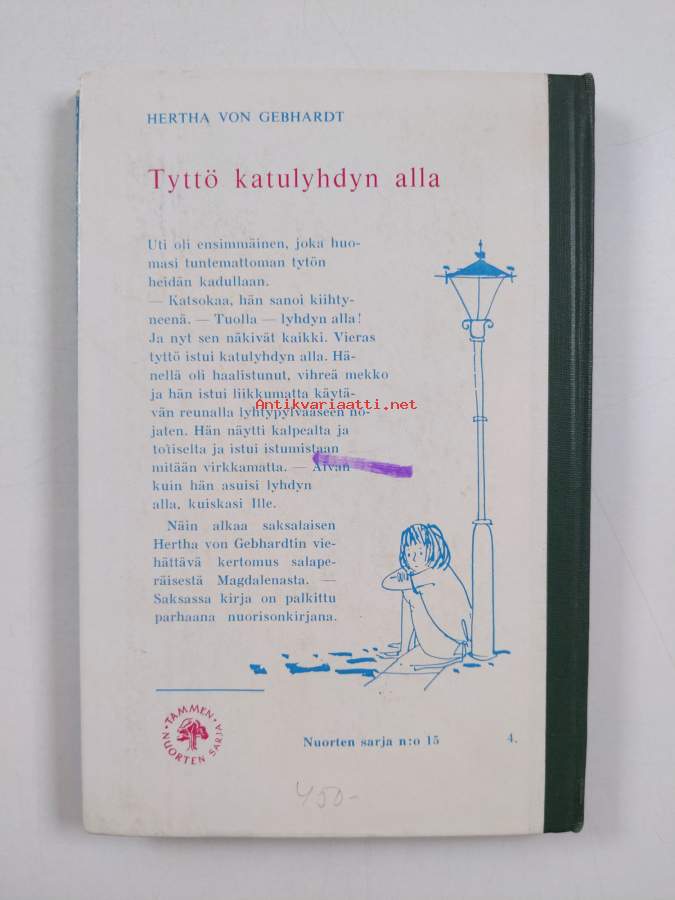 HERTHA VON GEBHARDT
Tyttö katulyhdyn alla
Uti oli ensimmäinen, joka huo-
masi tuntemattoman tytön
heidän kadullaan.
— Katsokaa, hän sanoi kiihty-
neenä. — Tuolla — lyhdyn alla!
Ja nyt sen näkivät kaikki. Vieras
tyttö istui katulyhdyn alla. Hä-
nellä oli haalistunut, vihreä mekko
ja hän istui liikkumatta käytä-
vän reunalla lyhtypylvääseen no-
Antikvariaatti.net
jaten. Hän näytti kalpealta ja
totiselta ja istui istumistaan
mitään virkkamatta. — Aivan
kuin hän asuisi lyhdyn
alla, kuiskasi Ille.
Näin alkaa saksalaisen
Hertha von Gebhardtin vie-
hättävä kertomus salape-
räisestä Magdalenasta. —
Saksassa kirja on palkittu
parhaana nuorisonkirjana.
TAMMEN
NUORTEN SARJA
Nuorten sarja n:o 15
4.
450-